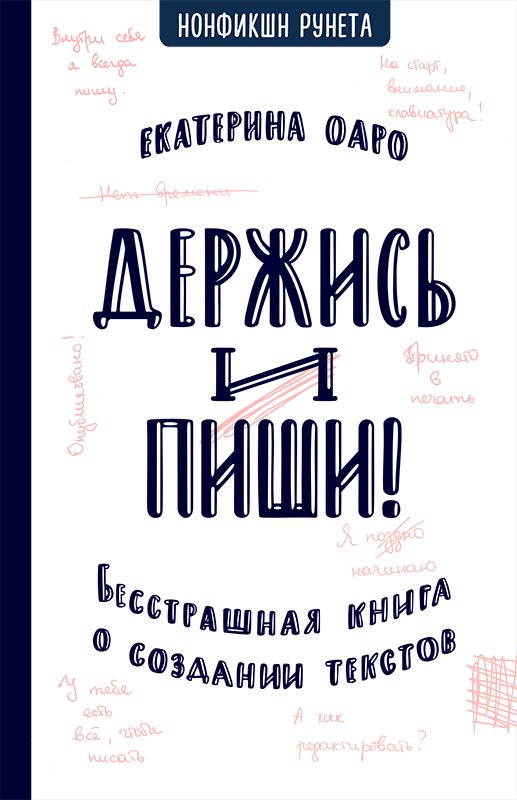 НОНФИКШН РУНЕТА
Внутри себя
я всегда
пишу.
На старт,
внимание,
клавиатура!
ЕКАТЕРИНА ОАРО
Нет времени
ДЕРЖИСЬ
И
ПИШИ!
Опубликовано!
Принято
в
печать
Я поздно
начинаю
БЕССТРАШНАЯ КНИГА
О СОЗДАНИИ ТЕКСТОВ
У тебя
есть
всё, чтобы
писать
А как
редактировать?